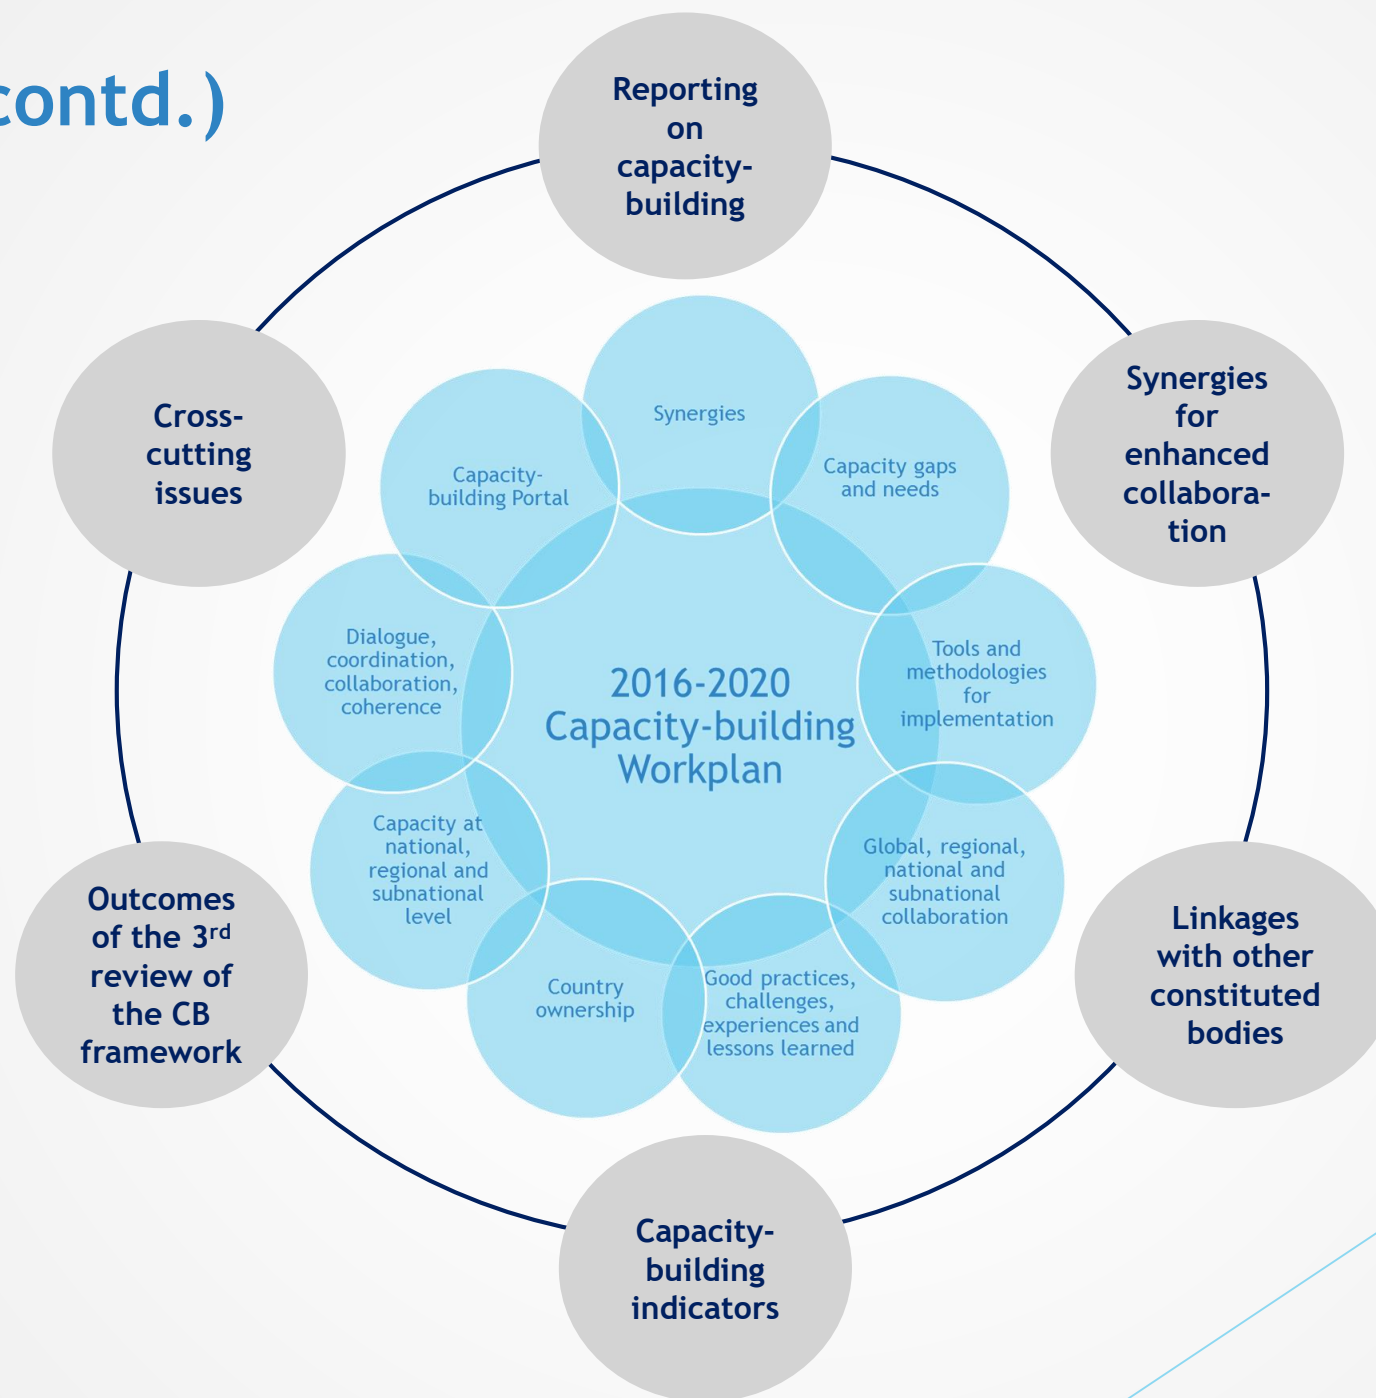 contd.)
Reporting
on
capacity-
building
Cross-
cutting
issues
Synergies
for
enhanced
collabora-
tion
Synergies
Capacity-
building Portal
Capacity gaps
and needs
Dialogue,
coordination,
collaboration,
coherence
Tools and
methodologies
for
implementation
2016-2020
Capacity-building
Workplan
Capacity at
national,
regional and
subnational
level
Global, regional,
national and
subnational
collaboration
Country
ownership
Good practices,
challenges,
experiences and
lessons learned
Outcomes
of the 3rd
review of
the CB
framework
Linkages
with other
constituted
bodies
Capacity-
building
indicators